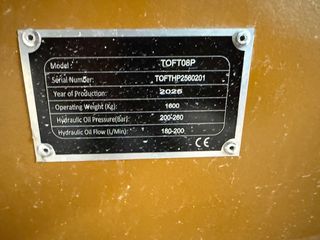 Model : TOFT08P
Serial Number: TOFTHP2560201
Year of Production: 2025
Operating Weight(Kg): 1600
Hydraulic Oil Pressure(Bar): 200-260
Hydraulic Oil Flow(L/Min): 180-200
CE